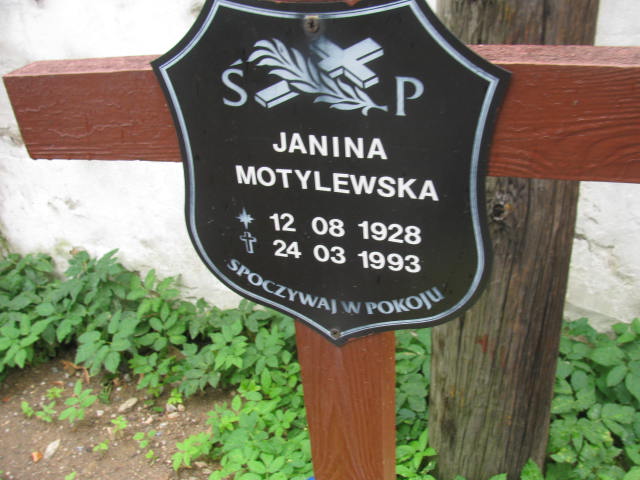 Ś P
JANINA
MOTYLEWSKA
12 08 1928
24 03 1993
SPOCZYWAJ W POKOJU